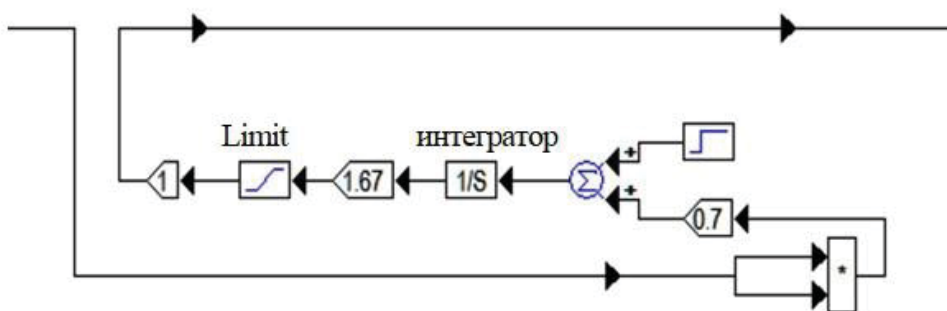 Limit
интегратор
+
1
1.67
1/S
Σ
+
0.7
*